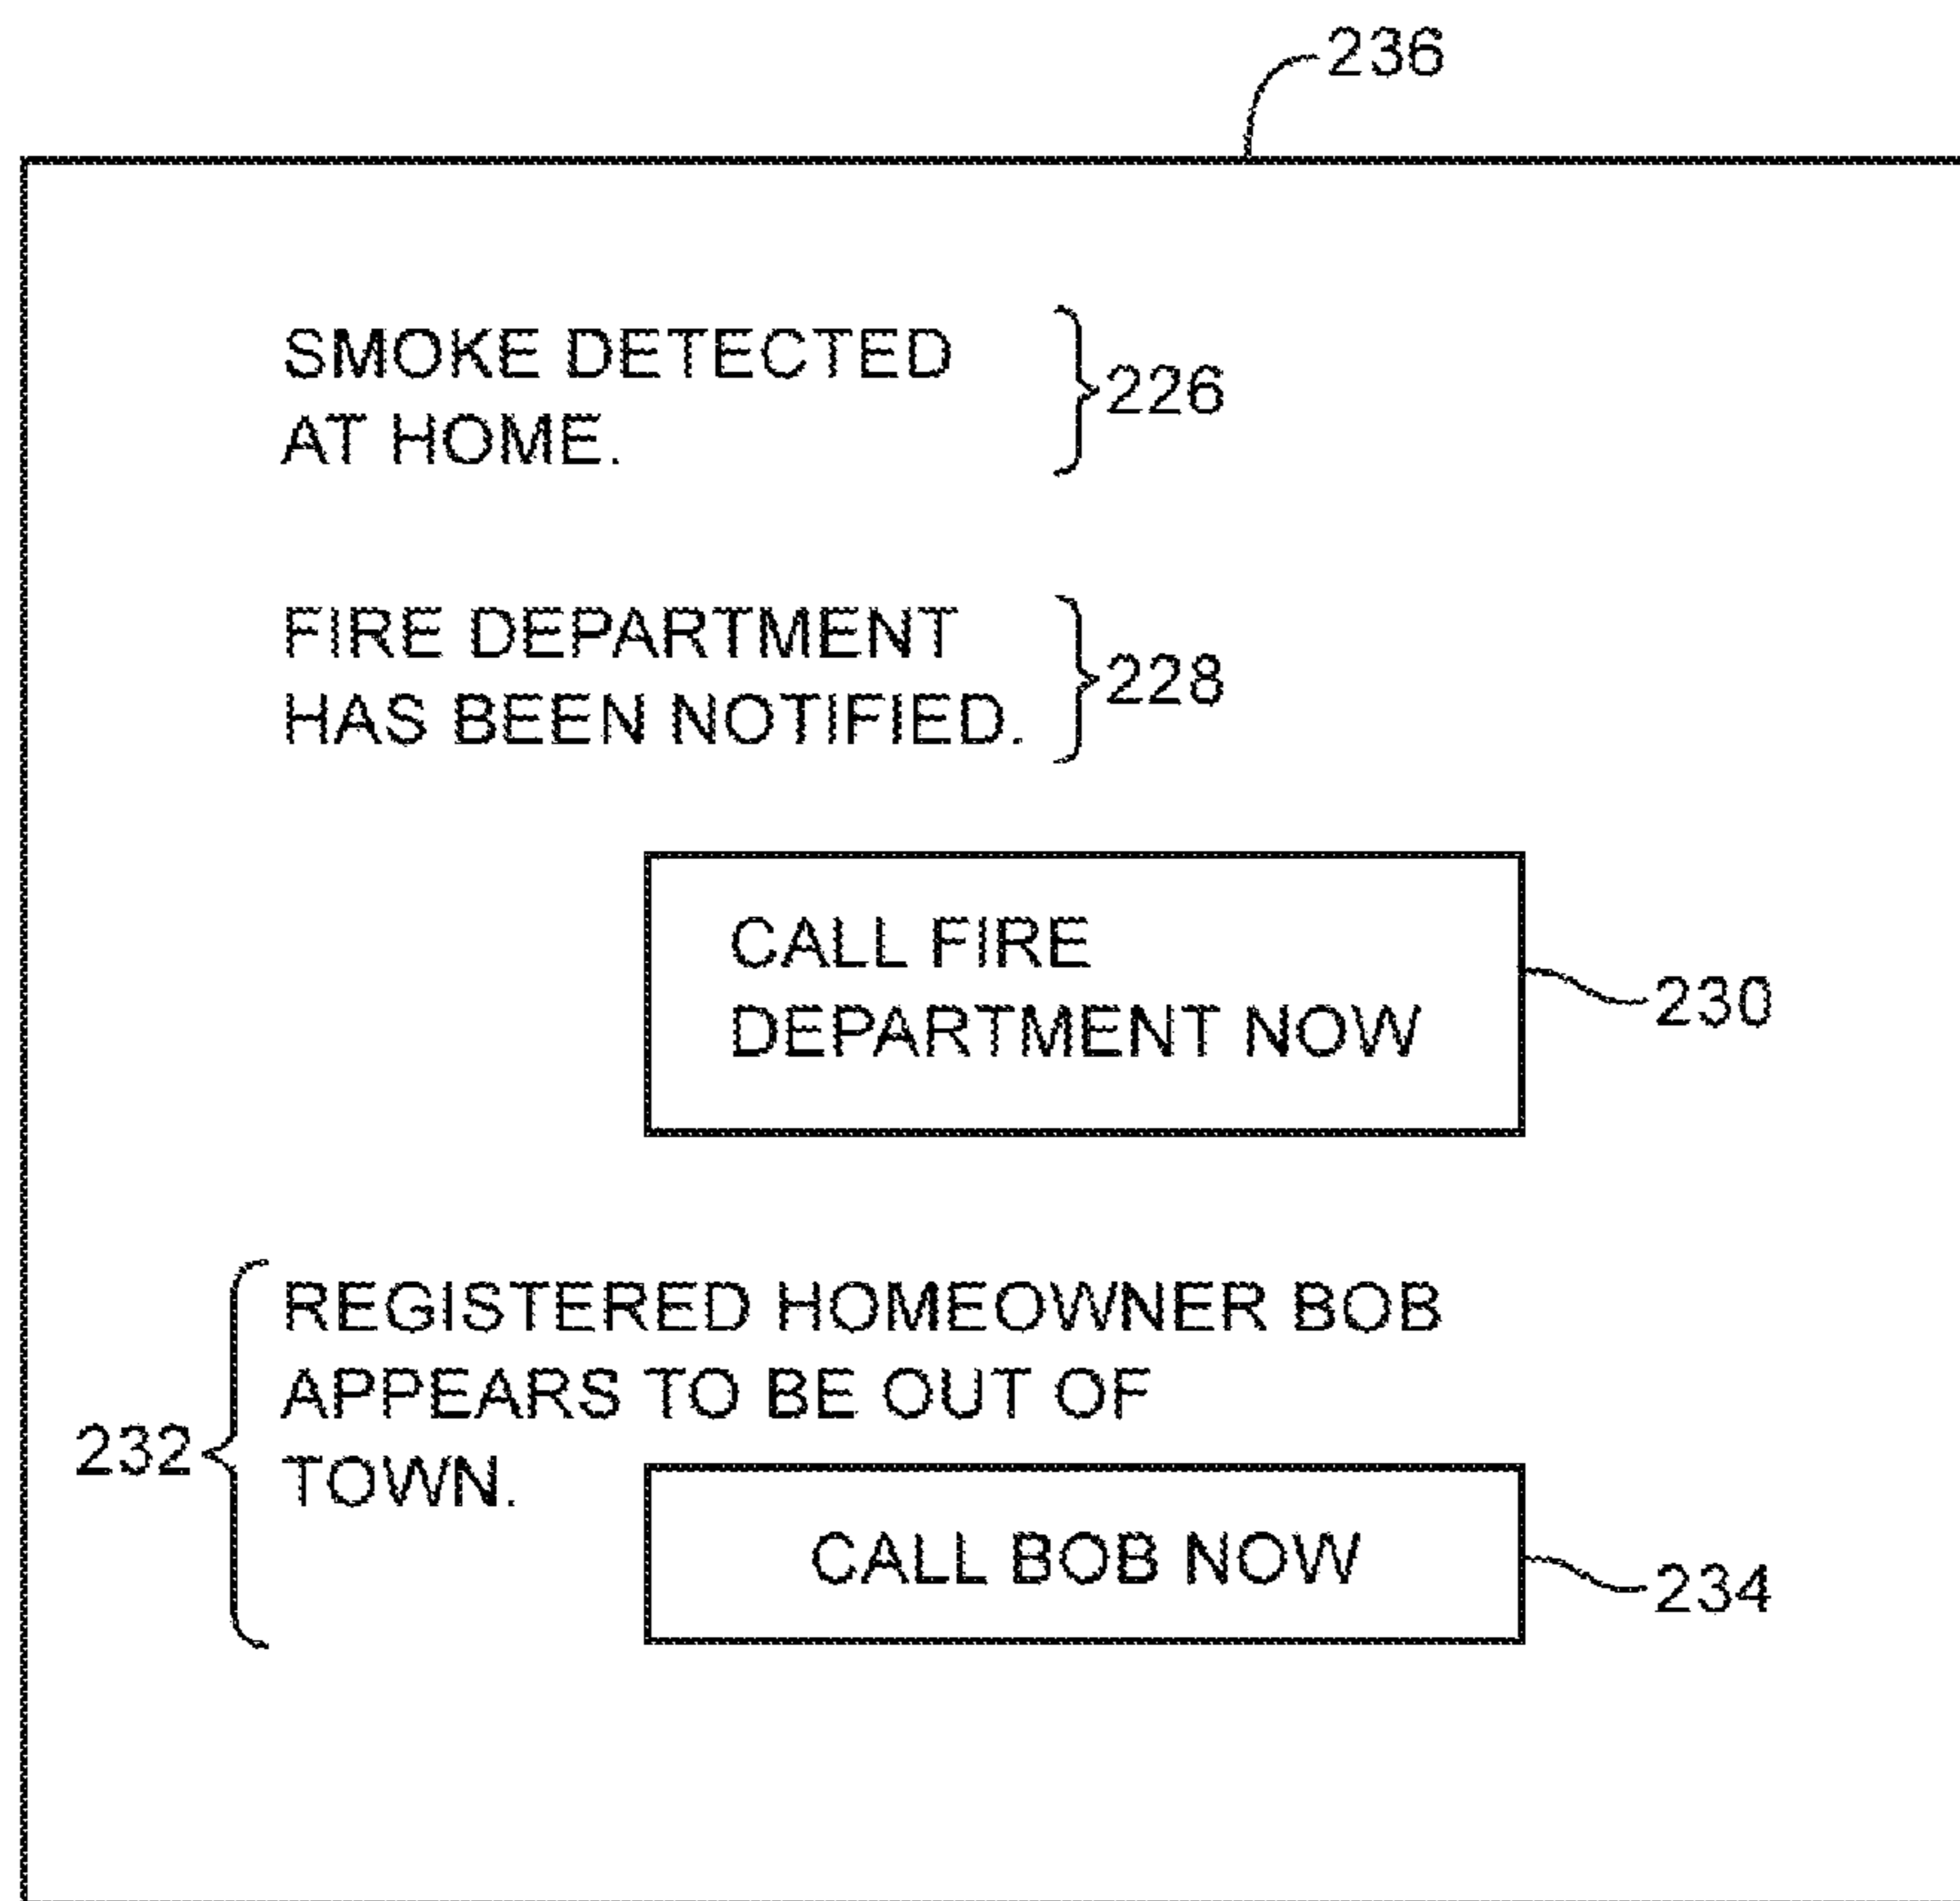 236
SMOKE DETECTED
AT HOME.
226
FIRE DEPARTMENT
HAS BEEN NOTIFIED.
228
CALL FIRE
DEPARTMENT NOW
230
REGISTERED HOMEOWNER BOB
APPEARS TO BE OUT OF
TOWN.
232
CALL BOB NOW
234